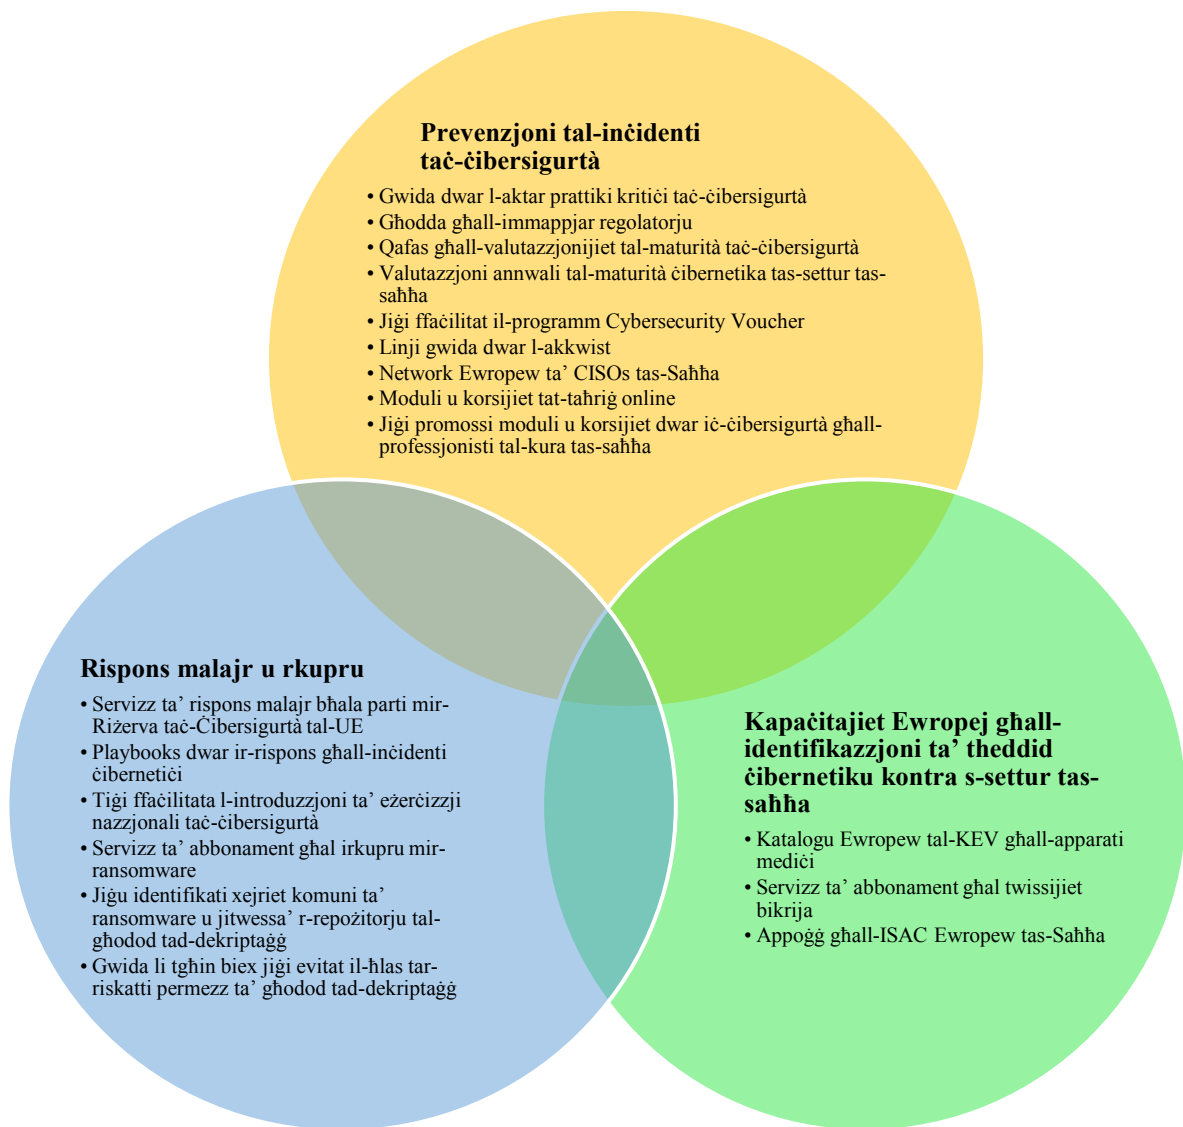 Prevenzjoni tal-inċidenti
taċ-ċibersigurtà
• Gwida dwar l-aktar prattiki kritiċi taċ-ċibersigurtà
• Għodda għall-immappjar regolatorju
• Qafas għall-valutazzjonijiet tal-maturità taċ-ċibersigurtà
• Valutazzjoni annwali tal-maturità ċibernetika tas-settur tas-
saħħa
• Jiġi ffaċilitat il-programm Cybersecurity Voucher
• Linji gwida dwar l-akkwist
• Network Ewropew ta’ CISOs tas-Saħħa
• Moduli u korsijiet tat-taħriġ online
• Jiġi promossi moduli u korsijiet dwar iċ-ċibersigurtà għall-
professjonisti tal-kura tas-saħħa
Rispons malajr u rkupru
• Servizz ta’ rispons malajr bħala parti mir-
Riżerva taċ-Ċibersigurtà tal-UE
• Playbooks dwar ir-rispons għall-inċidenti
ċibernetiċi
• Tiġi ffaċilitata l-introduzzjoni ta’ eżerċizzji
nazzjonali taċ-ċibersigurtà
• Servizz ta’ abbonament għal irkupru mir-
ransomware
• Jiġu identifikati xejriet komuni ta’
ransomware u jitwessa’ r-repożitorju tal-
għodod tad-dekriptaġġ
• Gwida li tgħin biex jiġi evitat il-ħlas tar-
riskatti permezz ta’ għodod tad-dekriptaġġ
Kapaċitajiet Ewropej għall-
identifikazzjoni ta’ theddid
ċibernetiku kontra s-settur tas-
saħħa
• Katalogu Ewropew tal-KEV għall-apparati
mediċi
• Servizz ta’ abbonament għal twissijiet
bikrija
• Appoġġ għall-ISAC Ewropew tas-Saħħa